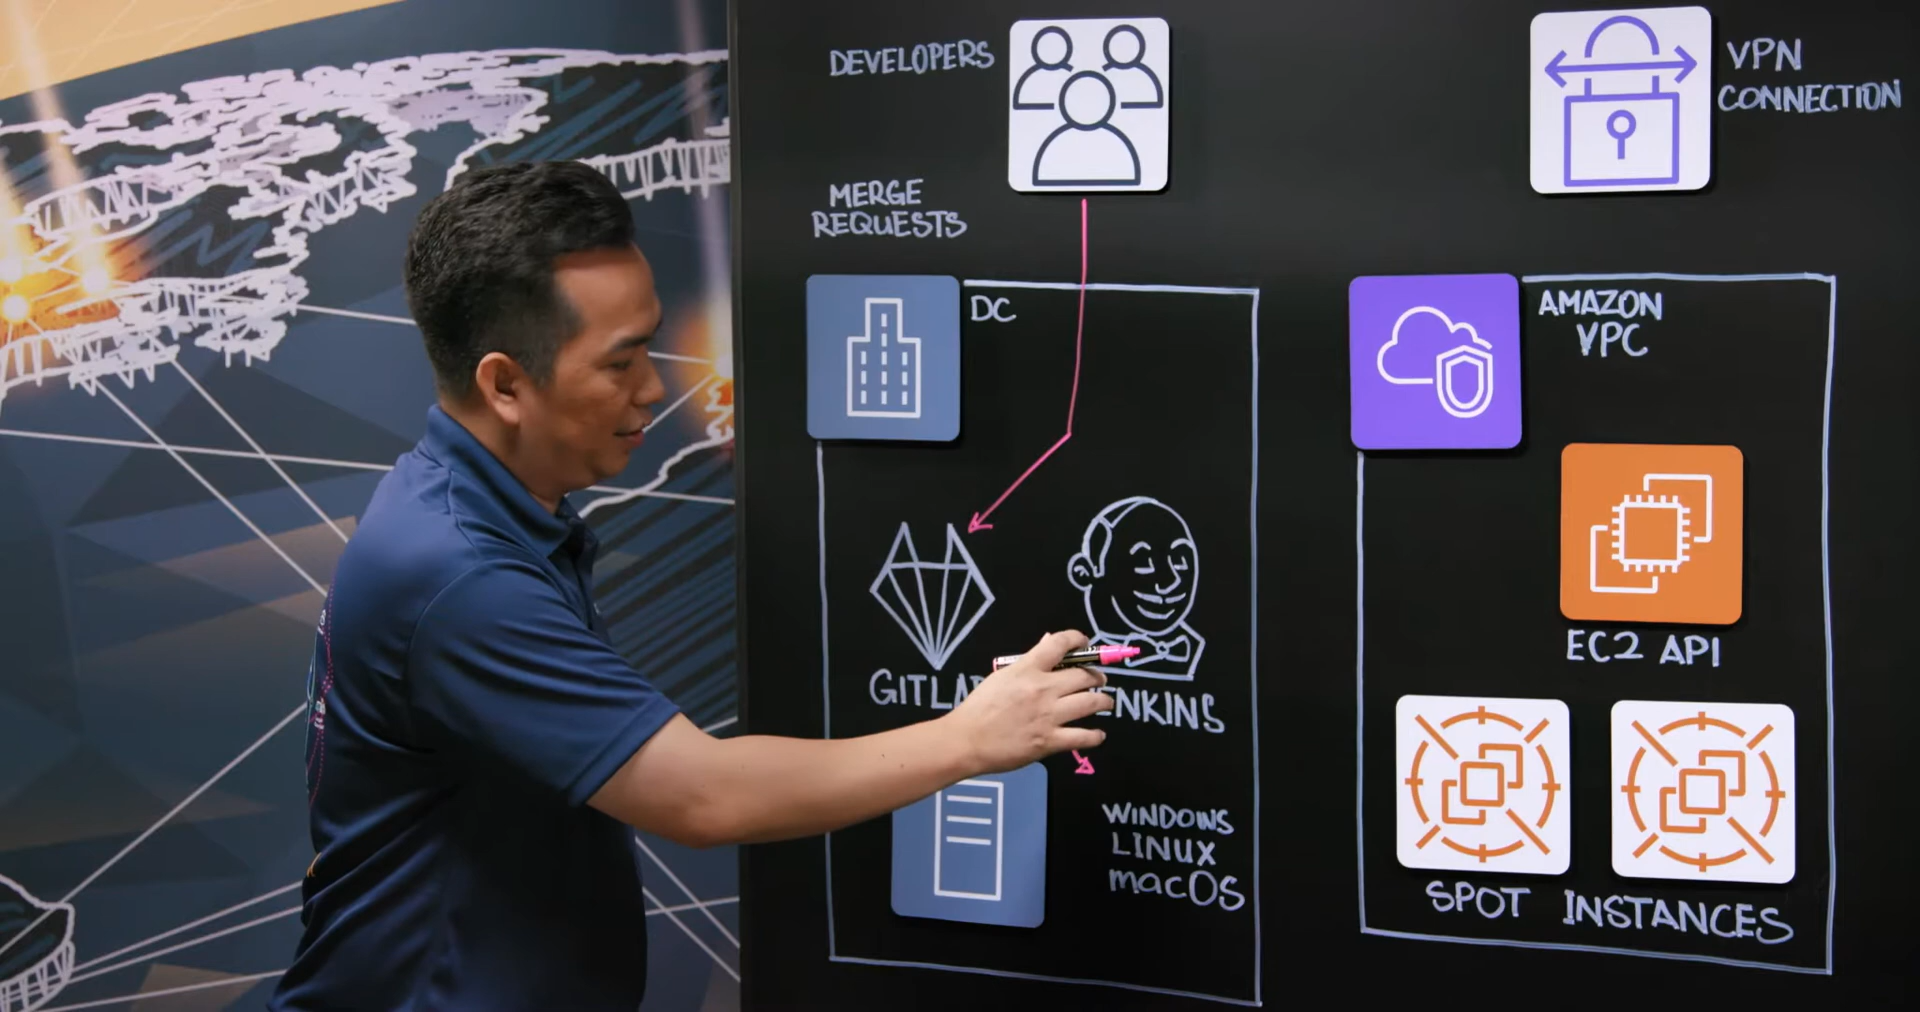 DEVELOPERS
VPN
CONNECTION
MERGE
REQUESTS
DC
AMAZON
VPC
EC2 API
WINDOWS
LINUX
macOS
SPOT INSTANCES